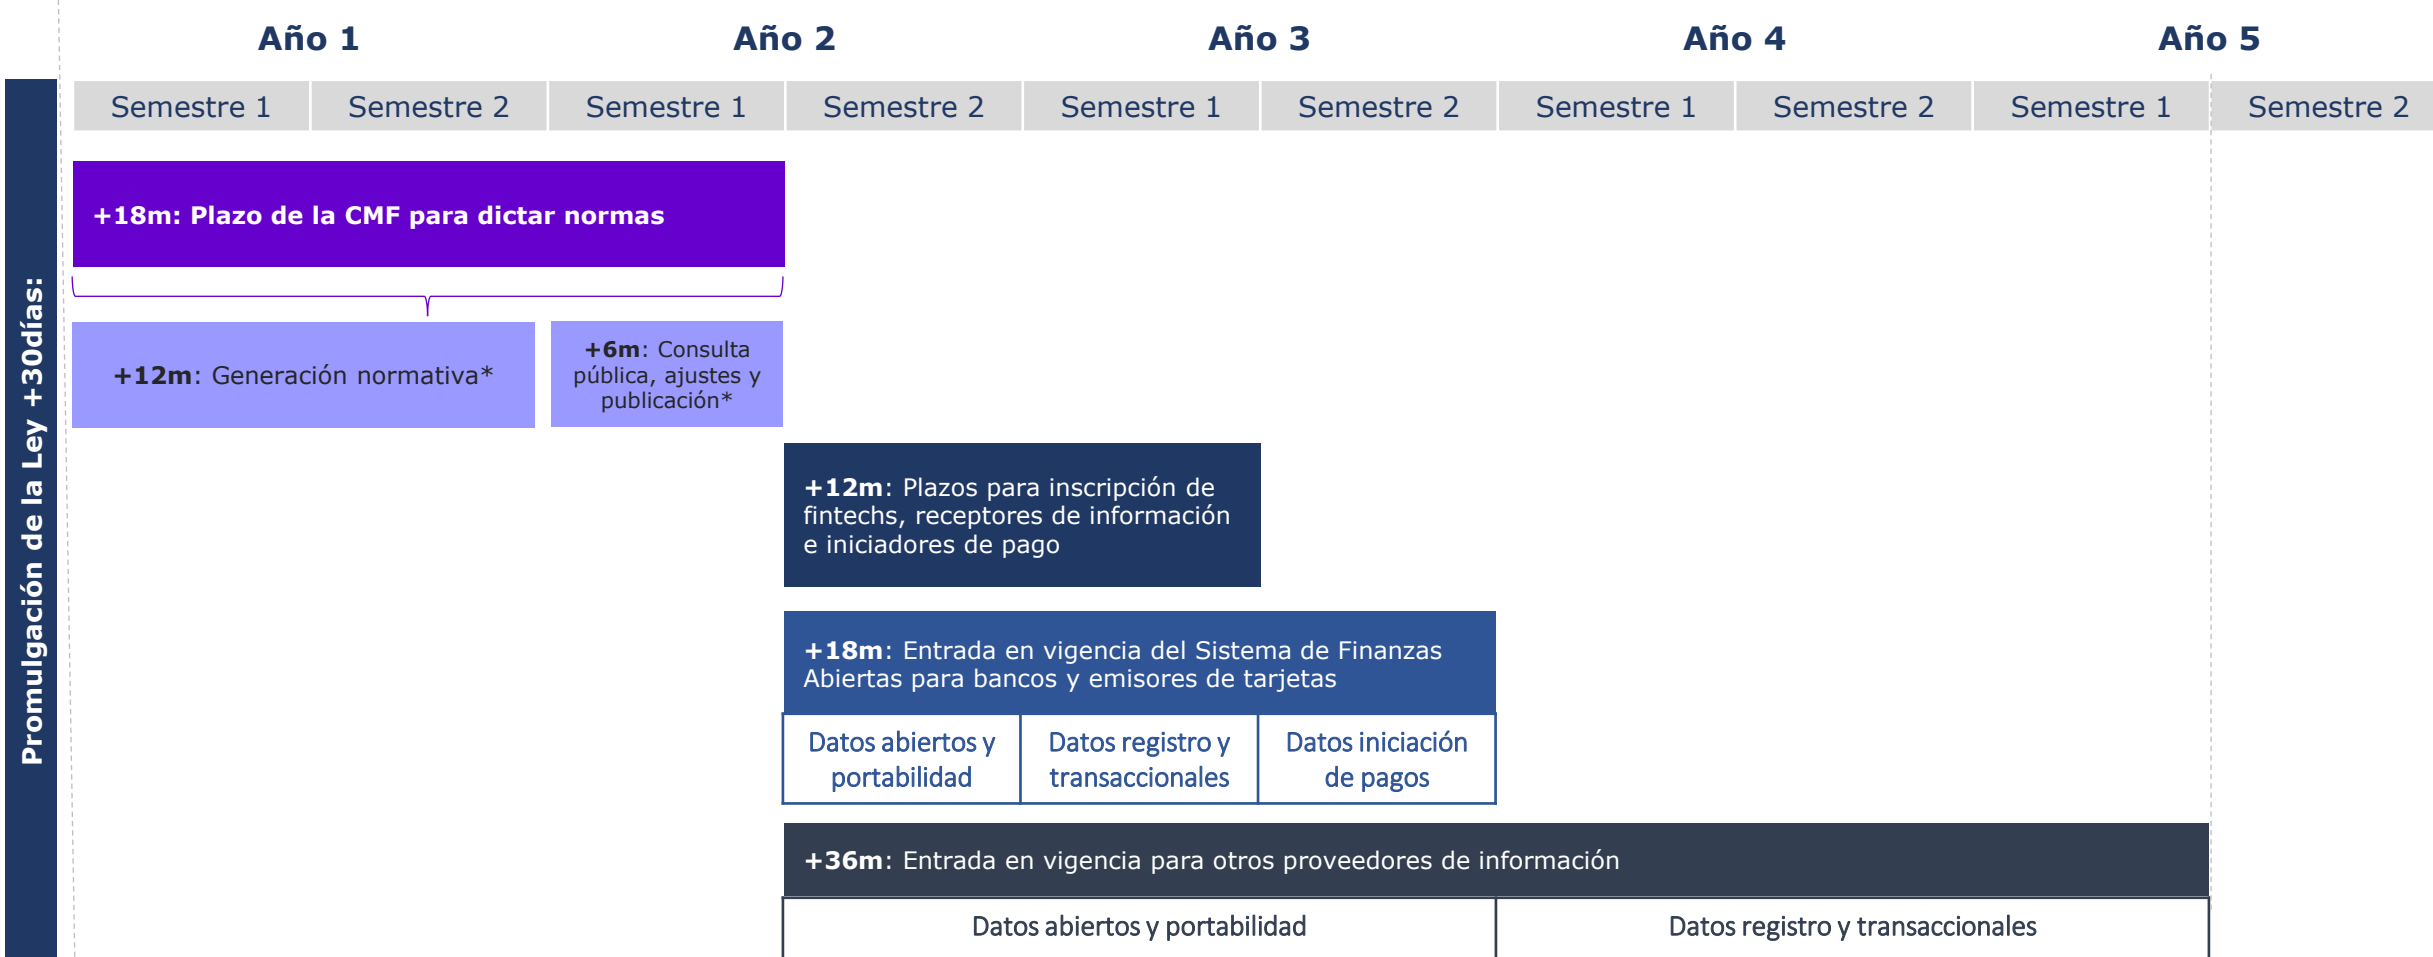 Año 1
Año 2
Año 3
Año 4
Año 5
Semestre 1
Semestre 2
Semestre 1
Semestre 2
Semestre 1
Semestre 2
Semestre 1
Semestre 2
Semestre 1
Semestre 2
Promulgación de la Ley +30días:
+18m: Plazo de la CMF para dictar normas
+12m: Generación normativa*
+6m: Consulta
pública, ajustes y
publicación*
+12m: Plazos para inscripción de
fintechs, receptores de información
e iniciadores de pago
+18m: Entrada en vigencia del Sistema de Finanzas
Abiertas para bancos y emisores de tarjetas
Datos abiertos y
portabilidad
Datos registro y
transaccionales
Datos iniciación
de pagos
+36m: Entrada en vigencia para otros proveedores de información
Datos abiertos y portabilidad
Datos registro y transaccionales